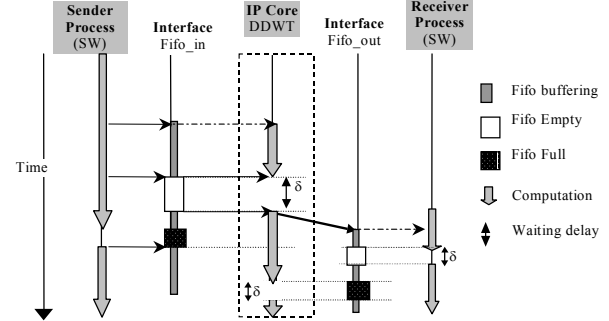 Sender
Process
(SW)
Interface
Fifo_in
IP Core
DDWT
Interface
Fifo_out
Receiver
Process
(SW)
Time
δ
δ
δ
Fifo buffering
Fifo Empty
Fifo Full
Computation
Waiting delay